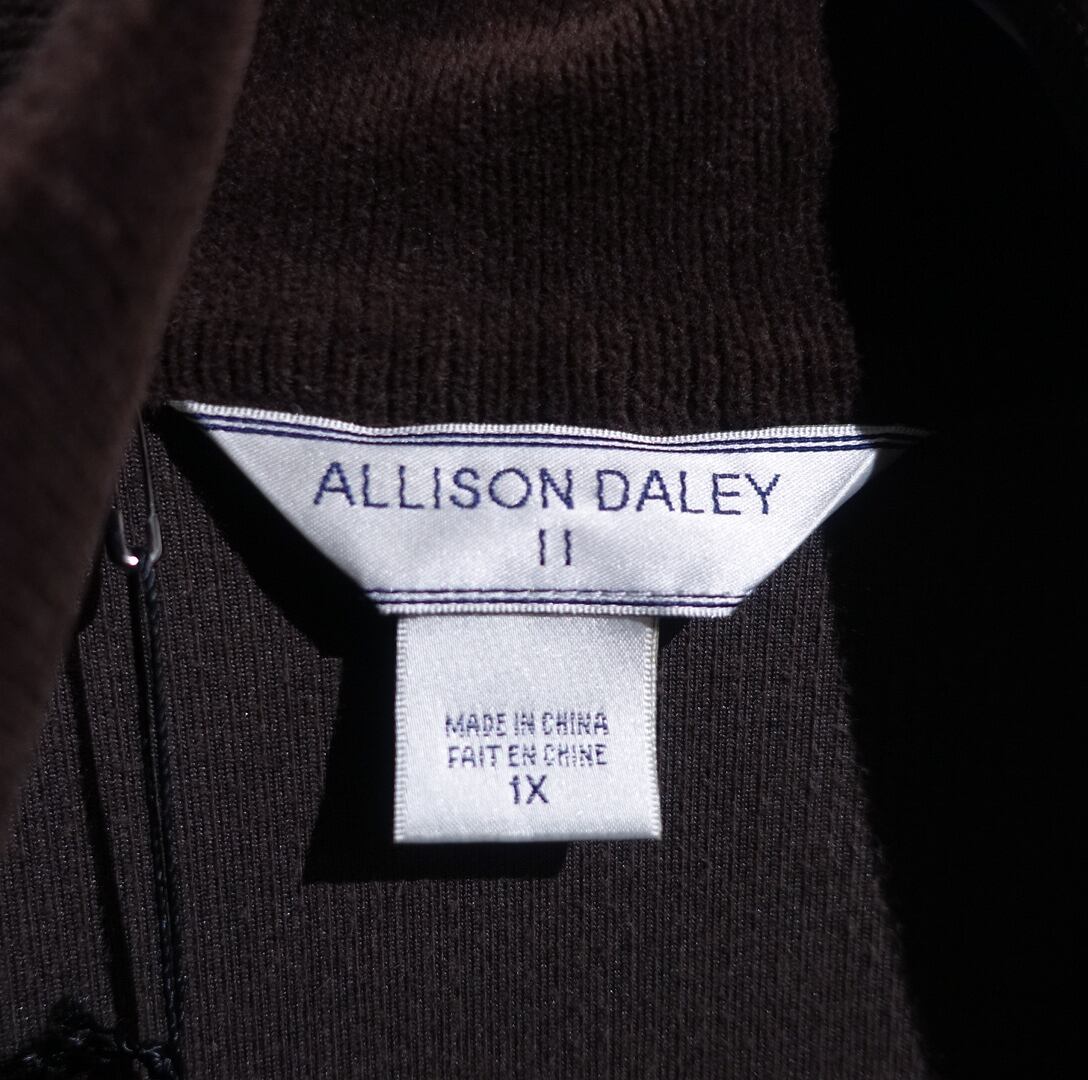 ALLISON DALEY
II
MADE IN CHINA
FAIT EN CHINE
1X